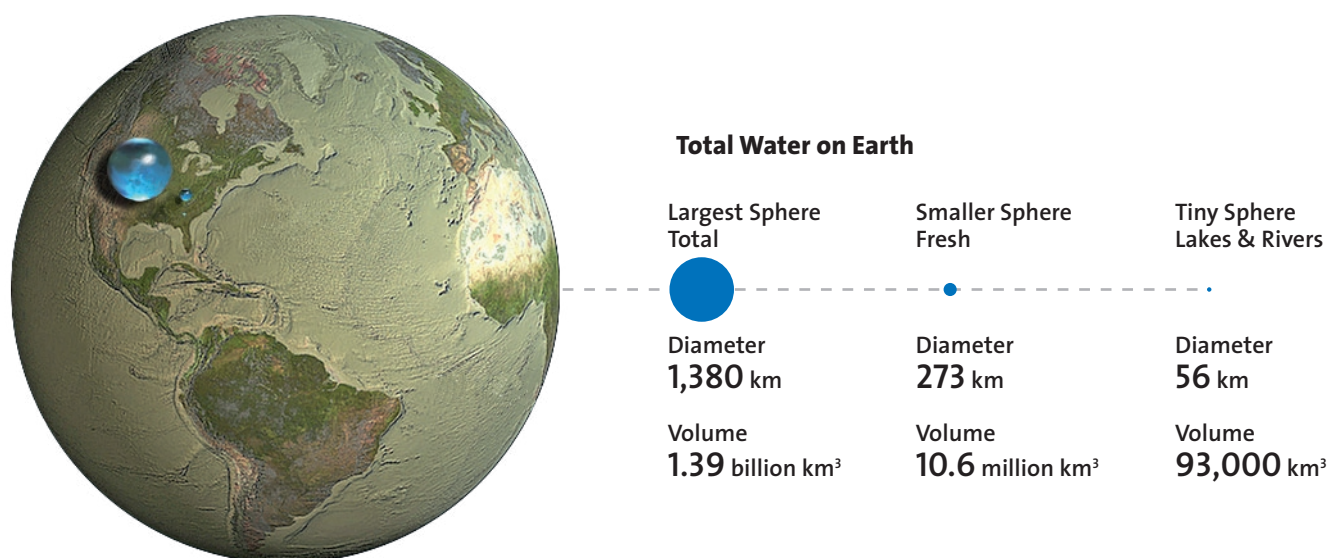 Total Water on Earth
Largest Sphere
Total
Smaller Sphere
Fresh
Tiny Sphere
Lakes & Rivers
Diameter
1,380 km
Diameter
273 km
Diameter
56 km
Volume
1.39 billion km³
Volume
10.6 million km³
Volume
93,000 km³